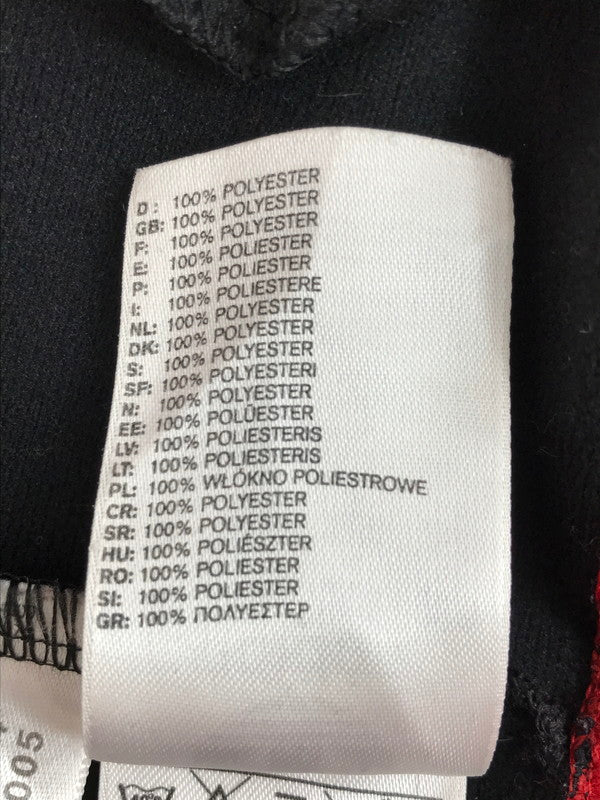 D: 100% POLYESTER
GB: 100% POLYESTER
F: 100% POLYESTER
E: 100% POLIESTER
P: 100% POLIESTER
I: 100% POLIESTERE
NL: 100% POLYESTER
DK: 100% POLYESTER
S: 100% POLYESTER
SF: 100% POLYESTERI
N: 100% POLYESTER
EE: 100% POLÜESTER
LV: 100% POLIESTERIS
LT: 100% POLIESTERIS
PL: 100% WŁÓKNO POLIESTROWE
CR: 100% POLYESTER
SR: 100% POLYESTER
HU: 100% POLIÉSZTER
RO: 100% POLIESTER
SI: 100% POLIESTER
GR: 100% ΠΟΛΥΕΣΤΕΡ
005